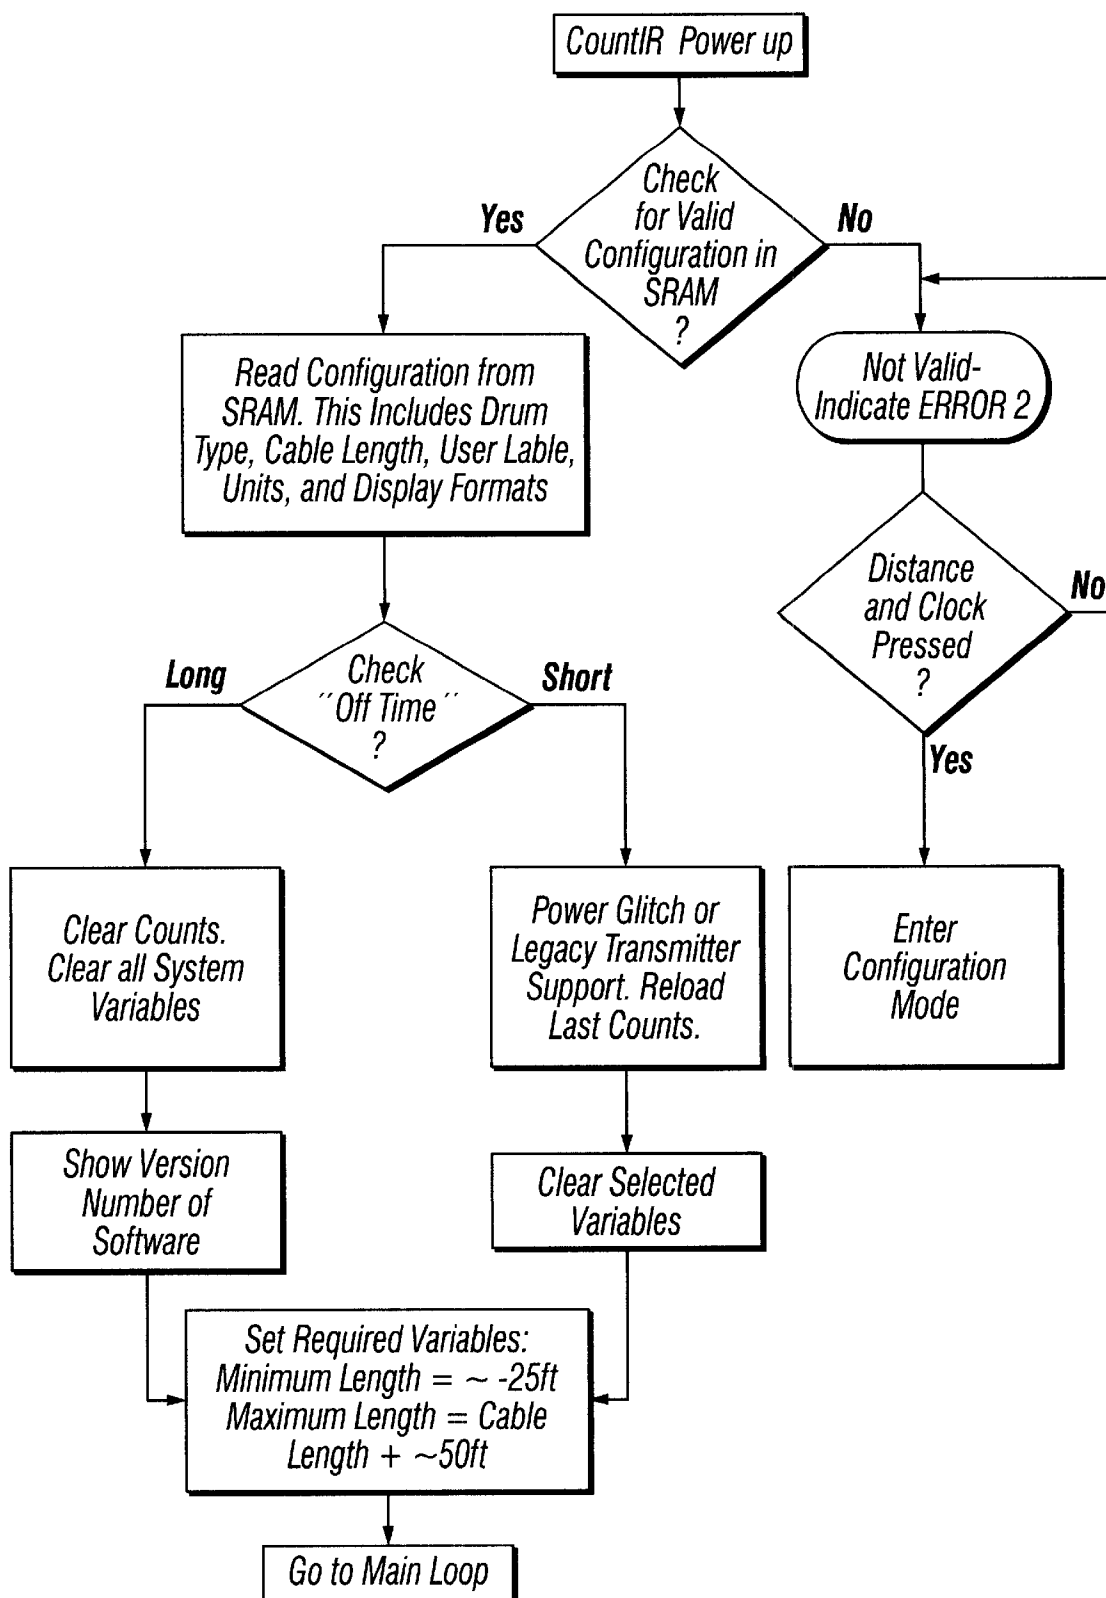 CountIR Power up
Check
for Valid
Configuration in
SRAM
?
Yes
No
Read Configuration from
SRAM. This Includes Drum
Type, Cable Length, User Lable,
Units, and Display Formats
Not Valid-
Indicate ERROR 2
Distance
and Clock
Pressed
?
No
Yes
Check
˝Off Time˝
?
Long
Short
Clear Counts.
Clear all System
Variables
Power Glitch or
Legacy Transmitter
Support. Reload
Last Counts.
Enter
Configuration
Mode
Show Version
Number of
Software
Clear Selected
Variables
Set Required Variables:
Minimum Length = ~ -25ft
Maximum Length = Cable
Length + ~50ft
Go to Main Loop